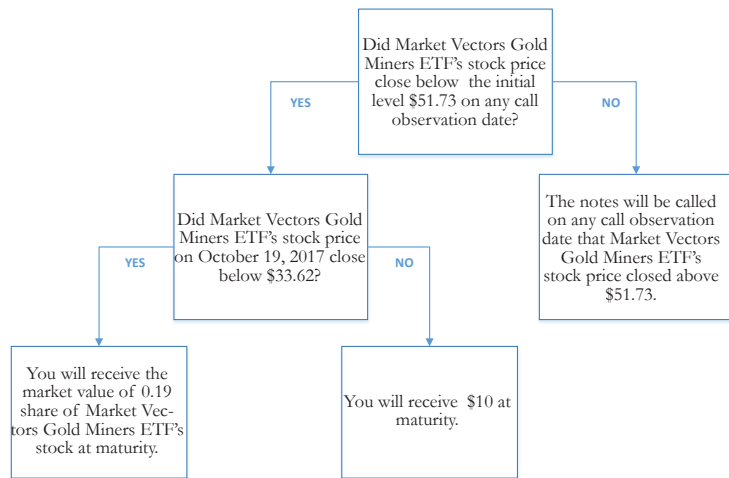 Did Market Vectors Gold
Miners ETF's stock price
close below the initial
level $51.73 on any call
observation date?
YES
NO
Did Market Vectors Gold
Miners ETF's stock price
on October 19, 2017 close
below $33.62?
The notes will be called
on any call observation
date that Market Vectors
Gold Miners ETF's
stock price closed above
$51.73.
YES
NO
You will receive the
market value of 0.19
share of Market Vec-
tors Gold Miners ETF's
stock at maturity.
You will receive $10 at
maturity.